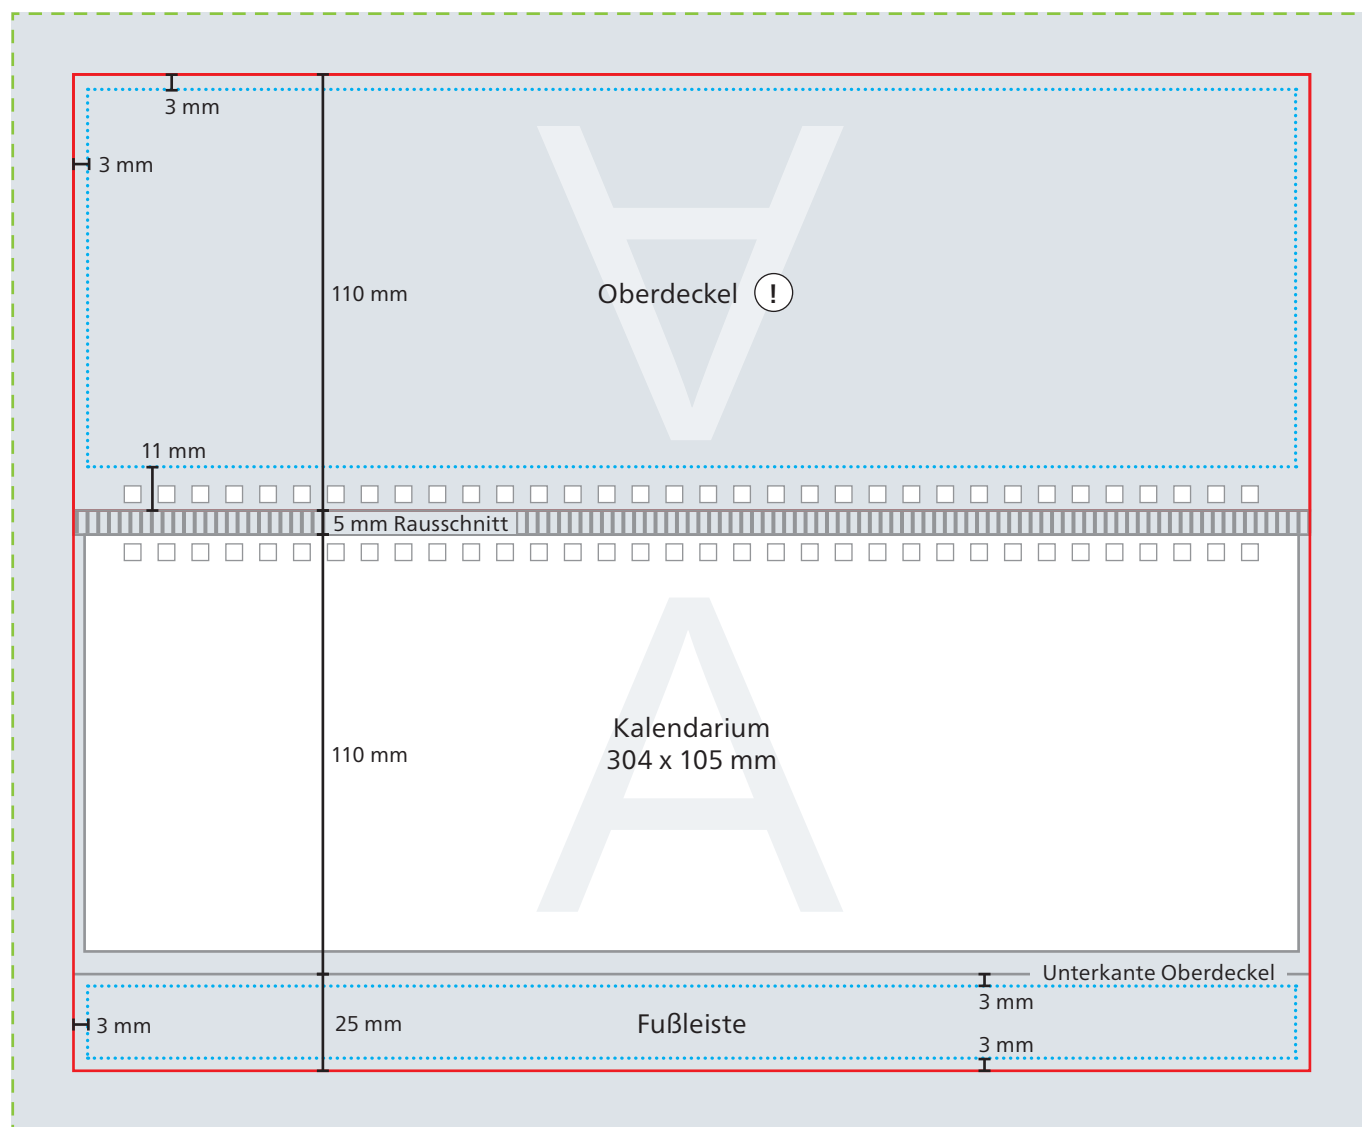 3 mm
3 mm
110 mm
Oberdeckel !
A
11 mm
5 mm Rausschnitt
A
Kalendarium
304 x 105 mm
110 mm
Unterkante Oberdeckel
3 mm
3 mm
25 mm
Fußleiste
3 mm